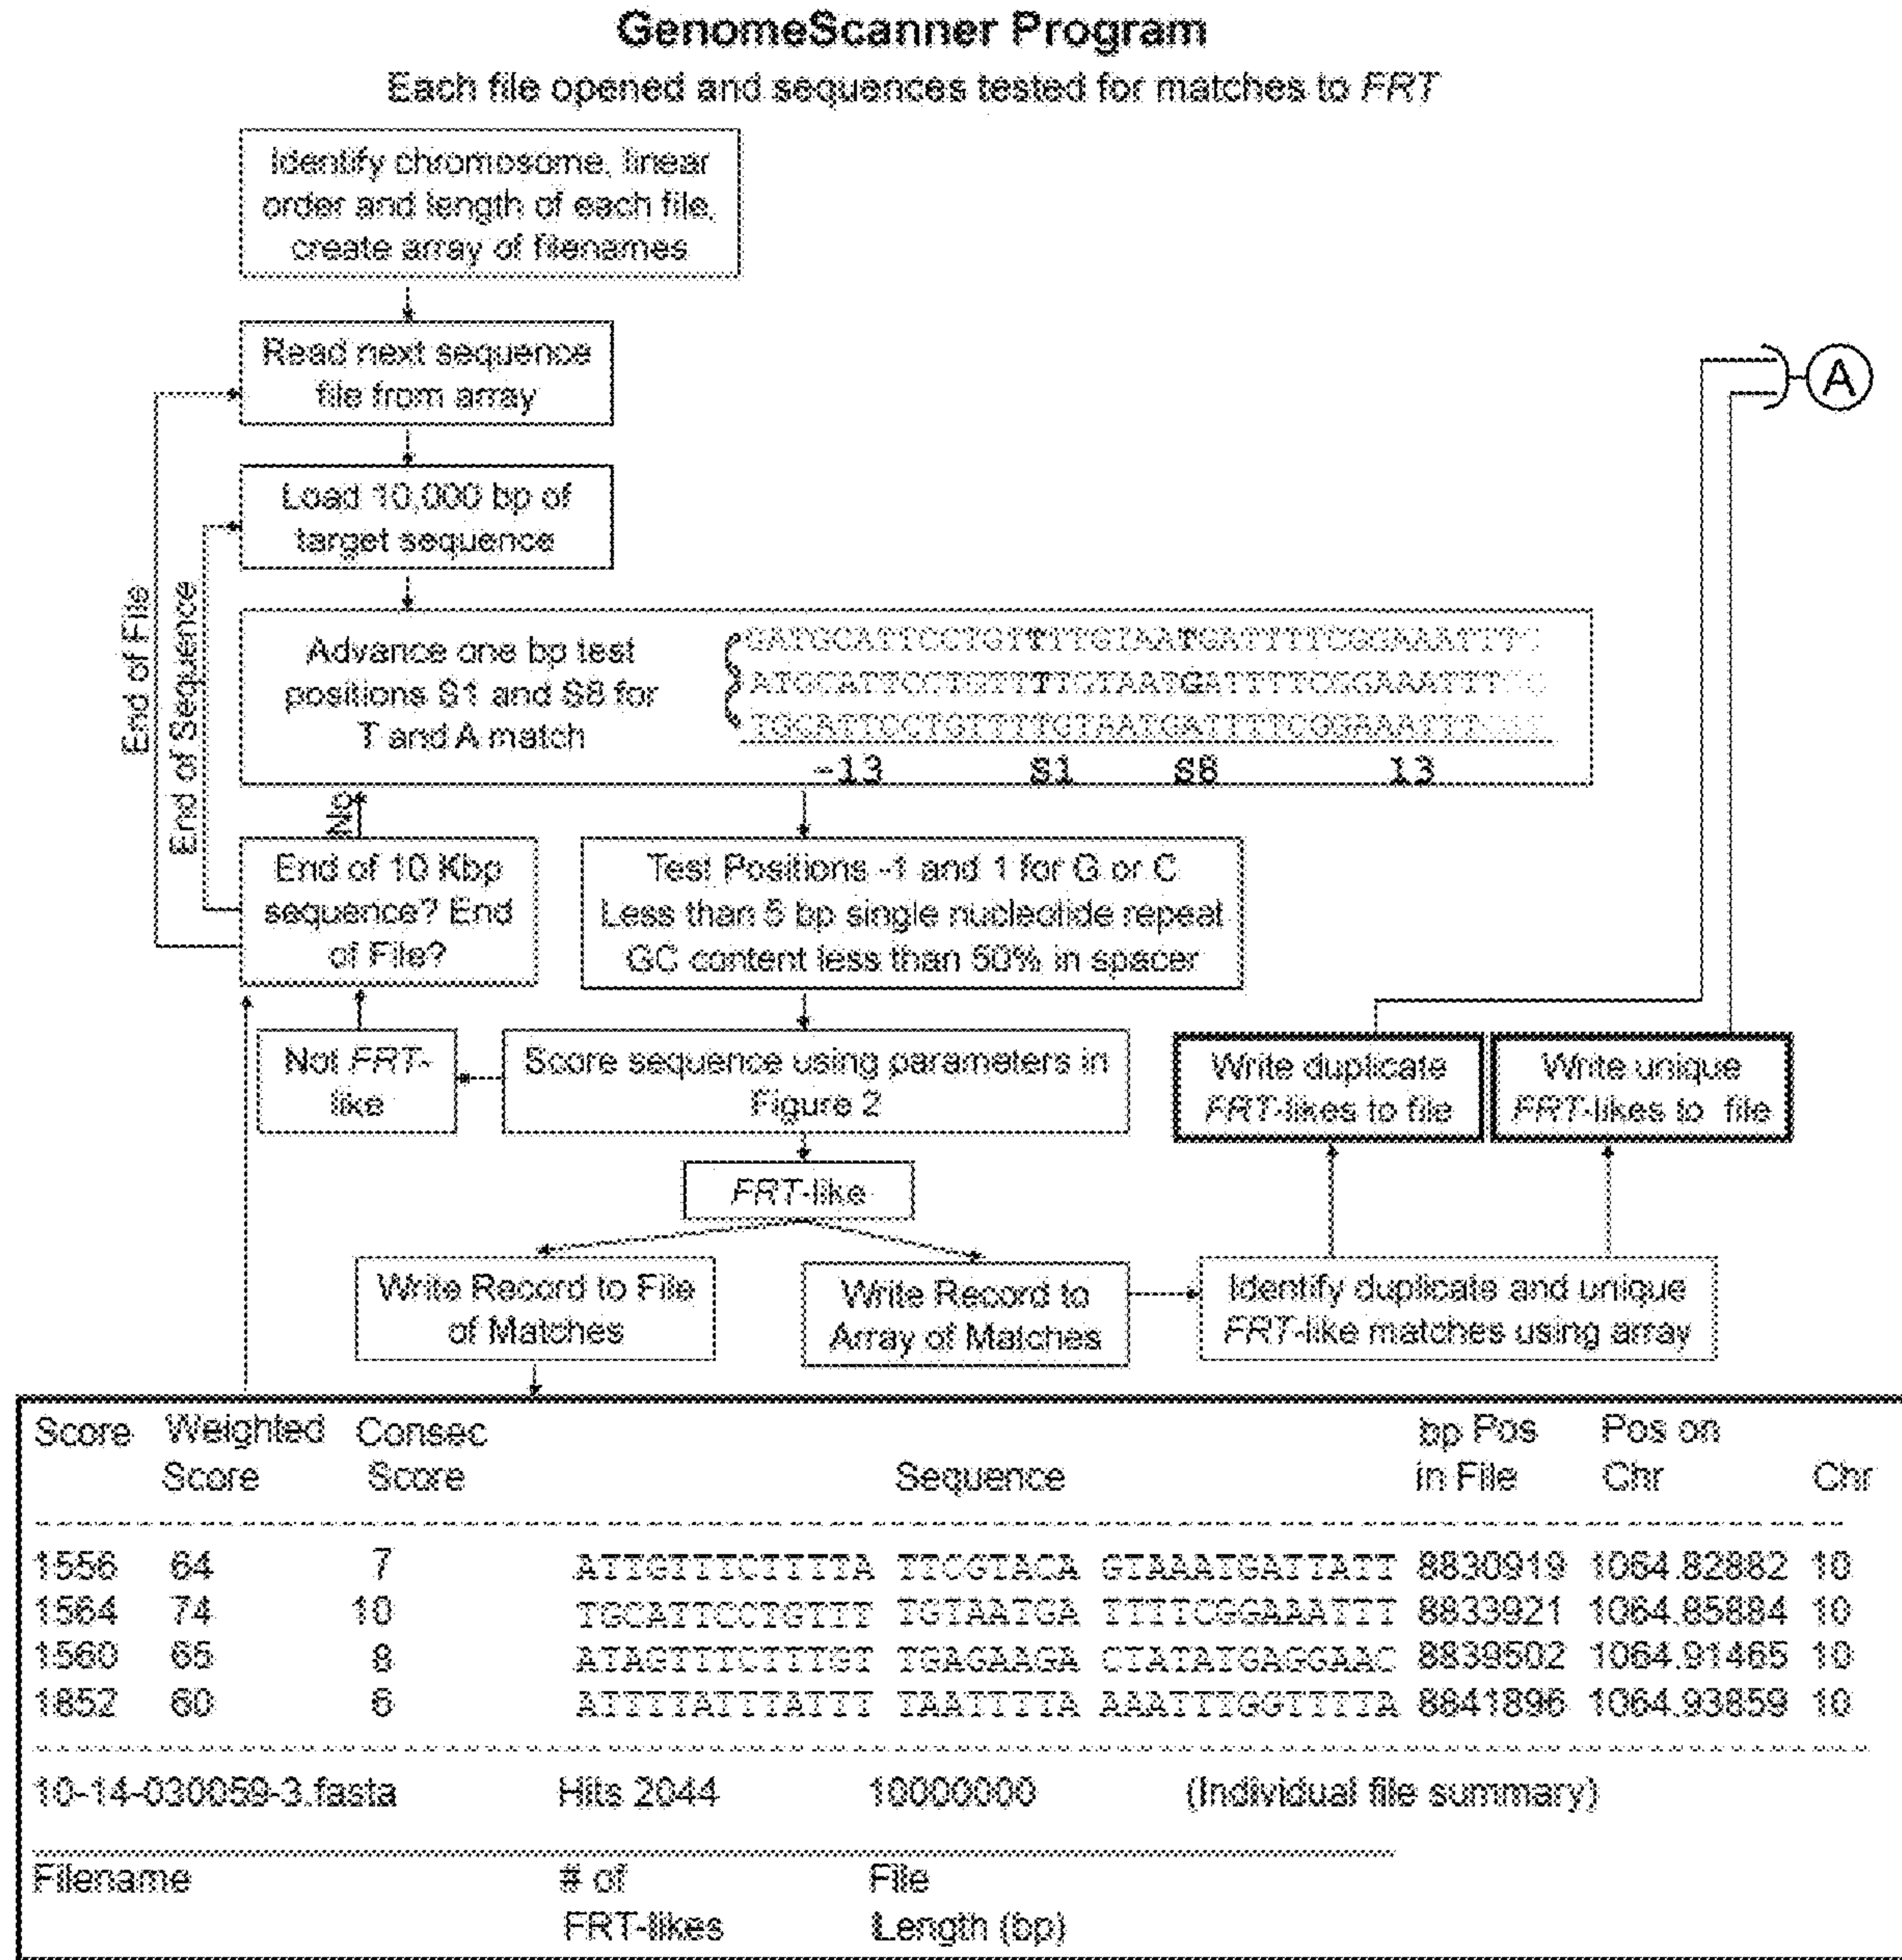 GenomeScanner Program
Each file opened and sequences tested for matches to FRT
Identify chromosome, linear
order and length of each file,
create array of filenames
Read next sequence
file from array
A
Load 10,000 bp of
target sequence
End of File
End of Sequence
Advance one bp test
positions S1 and S8 for
T and A match
GATGCATTCCTGTTTTGTAATGATTTTCGGAAATTT
ATGCATTCCTGTTTTGTAATGATTTTCGGAAATTT
TGCATTCCTGTTTTGTAATGATTTTCGGAAATTT
-13 S1 S8 13
No
End of 10 Kbp
sequence? End
of File?
Test Positions -1 and 1 for G or C
Less than 5 bp single nucleotide repeat
GC content less than 50% in spacer
Not FRT-
like
Score sequence using parameters in
Figure 2
Write duplicate
FRT-likes to file
Write unique
FRT-likes to file
FRT-like
Write Record to File
of Matches
Write Record to
Array of Matches
Identify duplicate and unique
FRT-like matches using array
Score Weighted Consec bp Pos Pos on
Score Score Sequence in File Chr Chr
1556 64 7 ATTGTTTCTTTTA TTCGTACA GTAAATGATTATT 8830919 1064.82882 10
1564 74 10 TGCATTCCTGTTT TGTAATGA TTTTCGGAAATTT 8833921 1064.85884 10
1560 65 8 ATAGTTTCTTTGT TGAGAAGA CTATATGAGGAAC 8839502 1064.91465 10
1852 60 6 ATTTTATTTATTT TAATTTTA AAATTTGGTTTTA 8841896 1064.93859 10
10-14-030059-3.fasta Hits 2044 10000000 (Individual file summary)
Filename # of File
FRT-likes Length (bp)